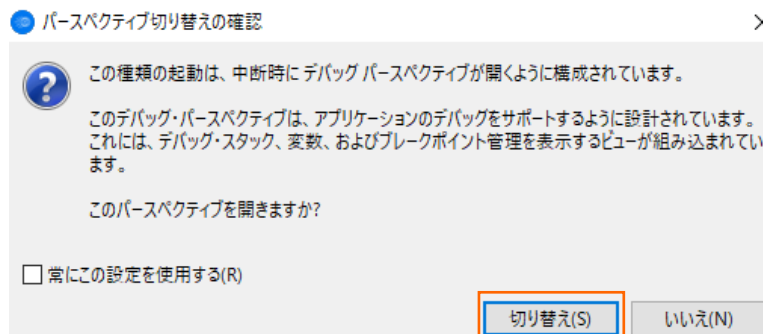 パースペクティブ切り替えの確認
この種類の起動は、中断時に デバッグ パースペクティブが開くように構成されています。
このデバッグ・パースペクティブは、アプリケーションのデバッグをサポートするように設計されています。
これには、デバッグ・スタック、変数、およびブレークポイント管理を表示するビューが組み込まれてい
ます。
このパースペクティブを開きますか?
常にこの設定を使用する(R)
切り替え(S)
いいえ(N)